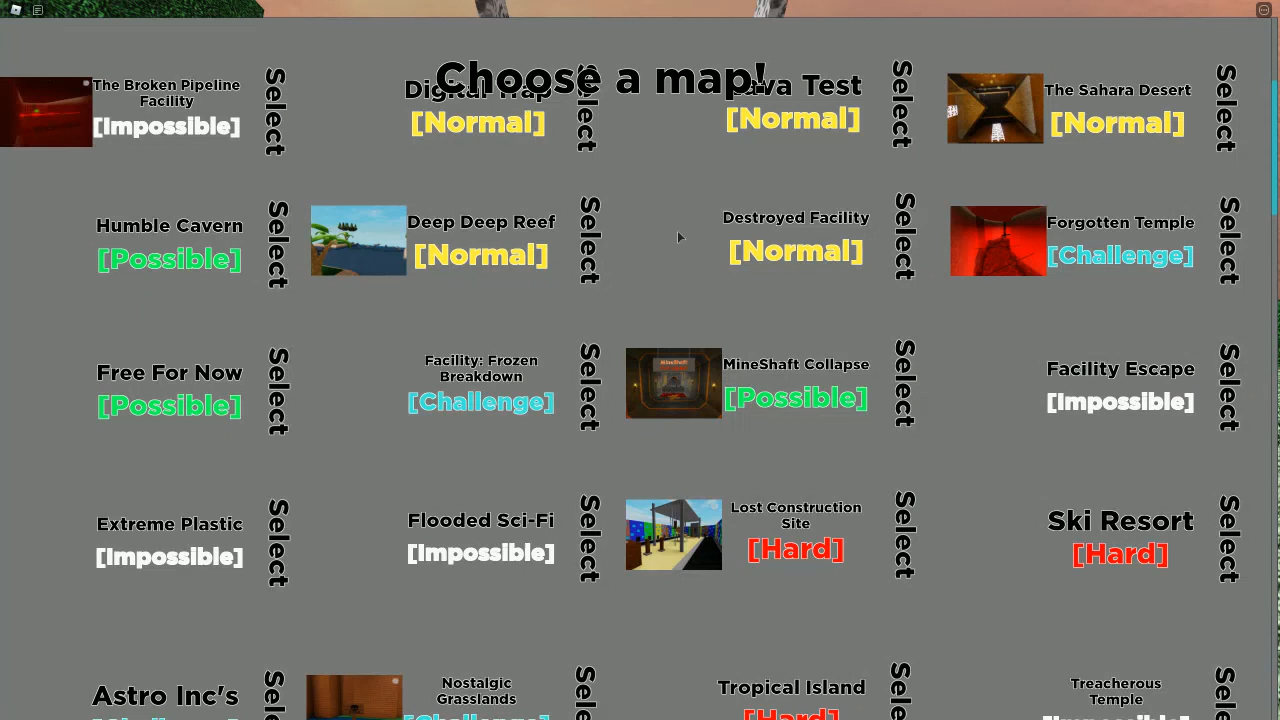 Choose a map!
The Broken Pipeline
Facility
[Impossible]
Select
[Normal]
Select
Test
[Normal]
Select
The Sahara Desert
[Normal]
Select
Humble Cavern
[Possible]
Select
Deep Deep Reef
[Normal]
Select
Destroyed Facility
[Normal]
Select
Forgotten Temple
[Challenge]
Select
Free For Now
[Possible]
Select
Facility: Frozen
Breakdown
[Challenge]
Select
MineShaft Collapse
[Possible]
Select
Facility Escape
[Impossible]
Select
Extreme Plastic
[Impossible]
Select
Flooded Sci-Fi
[Impossible]
Select
Lost Construction
Site
[Hard]
Select
Ski Resort
[Hard]
Select
Astro Inc's
Nostalgic
Grasslands
Tropical Island
[Hard]
Treacherous
Temple